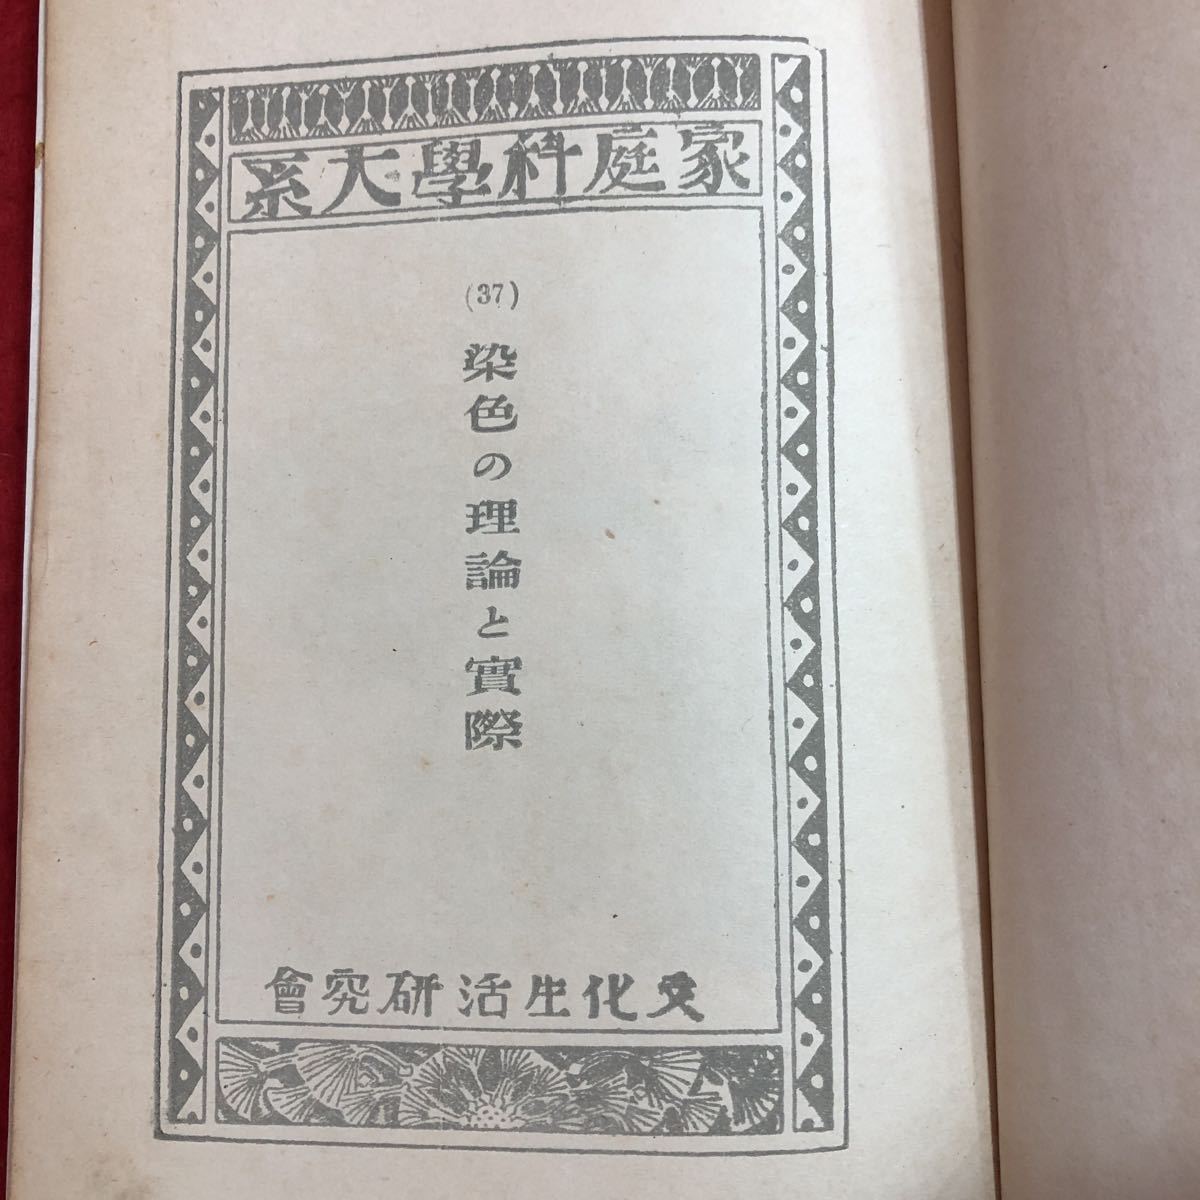 家庭科學大系
(37)
染色の理論と實際
文化生活研究會